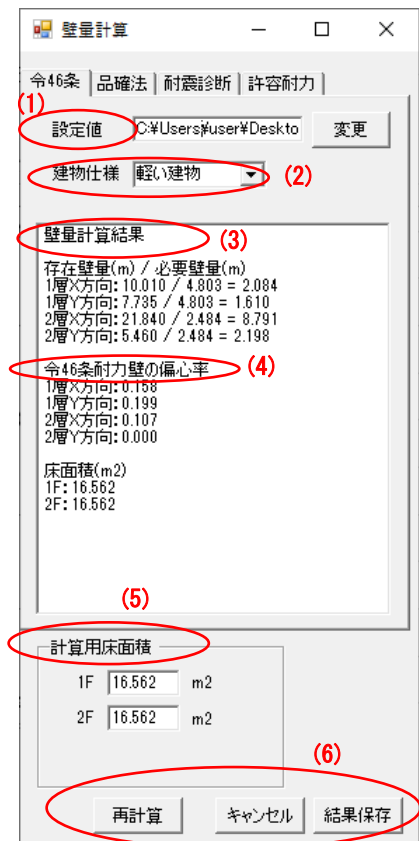 壁量計算
令46条 品確法 耐震診断 許容耐力
(1)
設定値 C:¥Users¥user¥Deskto 変更
建物仕様 軽い建物 (2)
壁量計算結果 (3)
存在壁量(m) / 必要壁量(m)
1層X方向: 10.010 / 4.803 = 2.084
1層Y方向: 7.735 / 4.803 = 1.610
2層X方向: 21.840 / 2.484 = 8.791
2層Y方向: 5.460 / 2.484 = 2.198
令46条耐力壁の偏心率 (4)
1層X方向: 0.158
1層Y方向: 0.199
2層X方向: 0.107
2層Y方向: 0.000
床面積(m2)
1F: 16.562
2F: 16.562
(5)
計算用床面積
1F 16.562 m2
2F 16.562 m2
(6)
再計算 キャンセル 結果保存